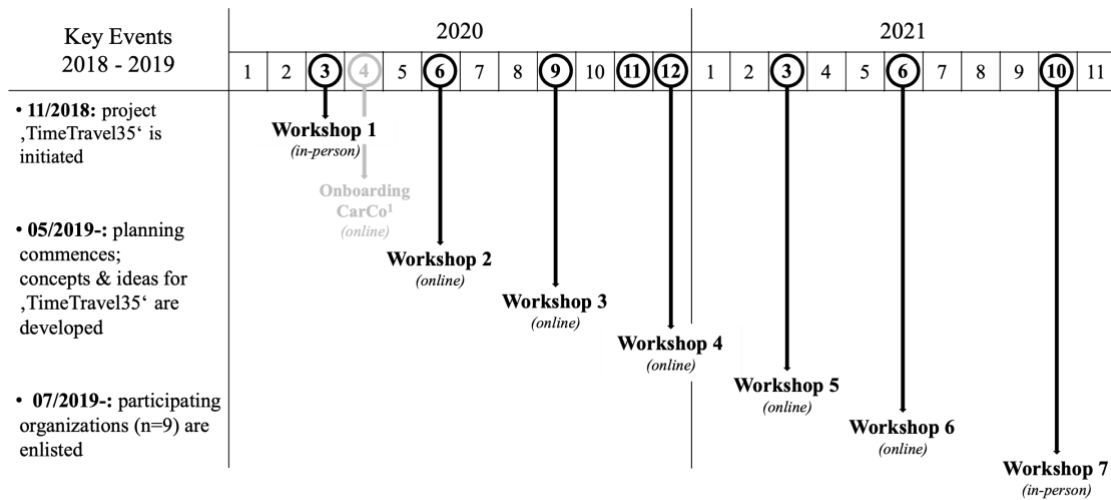 Key Events
2018 - 2019
2020
2021
1 2 3 4 5 6 7 8 9 10 11 12 1 2 3 4 5 6 7 8 9 10 11
• 11/2018: project
‚TimeTravel35‘ is
initiated
• 05/2019-: planning
commences;
concepts & ideas for
‚TimeTravel35‘ are
developed
• 07/2019-: participating
organizations (n=9) are
enlisted
Workshop 1
(in-person)
Onboarding
CarCo¹
(online)
Workshop 2
(online)
Workshop 3
(online)
Workshop 4
(online)
Workshop 5
(online)
Workshop 6
(online)
Workshop 7
(in-person)